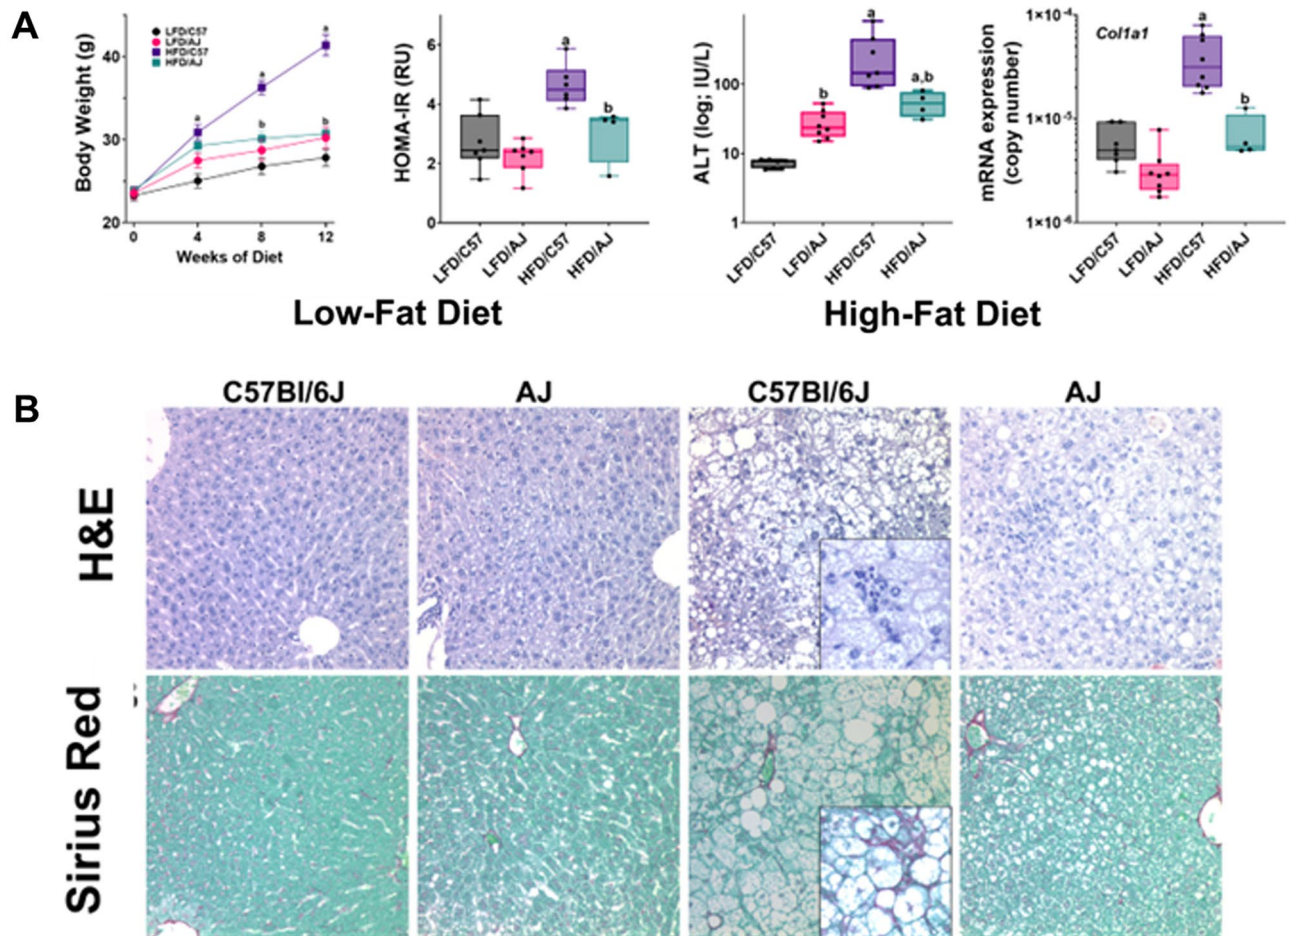 A
Body Weight (g)
LFD/C57
LFD/AJ
HFD/C57
HFD/AJ
a
a
a
b
b
40
30
20
0 4 8 12
Weeks of Diet
HOMA-IR (RU)
6
4
2
0
a
b
LFD/C57
LFD/AJ
HFD/C57
HFD/AJ
ALT (log; IU/L)
100
10
1
b
a
a,b
LFD/C57
LFD/AJ
HFD/C57
HFD/AJ
mRNA expression
(copy number)
1×10-4
1×10-5
1×10-6
Col1a1
a
b
LFD/C57
LFD/AJ
HFD/C57
HFD/AJ
Low-Fat Diet High-Fat Diet
B
C57Bl/6J AJ C57Bl/6J AJ
H&E
Sirius Red